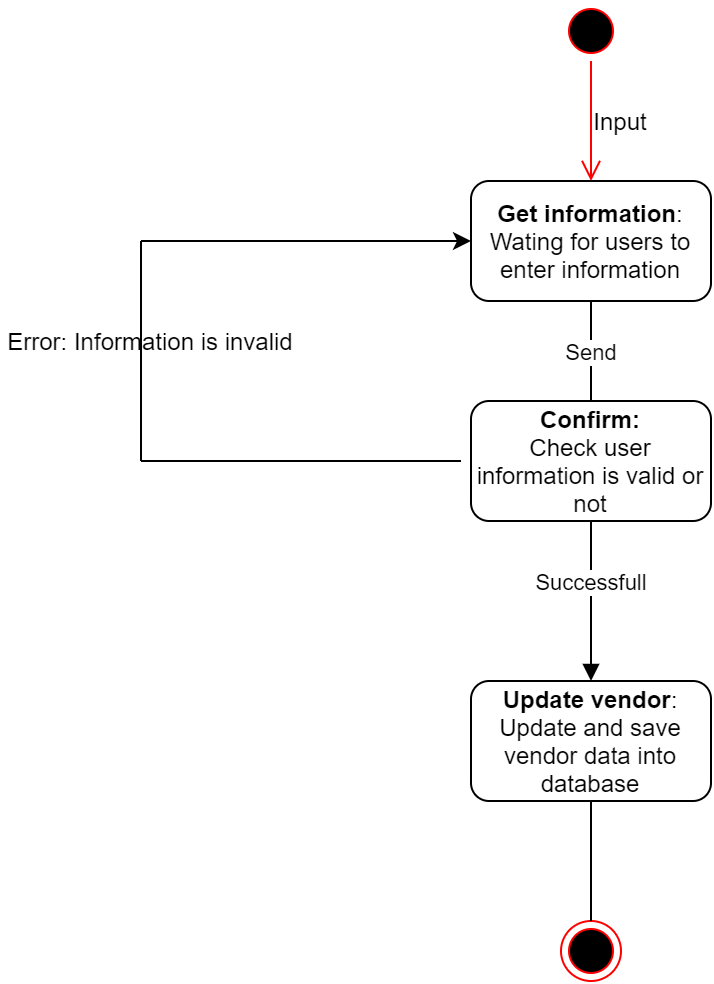 Input
Get information:
Wating for users to
enter information
Error: Information is invalid
Send
Confirm:
Check user
information is valid or
not
Successfull
Update vendor:
Update and save
vendor data into
database